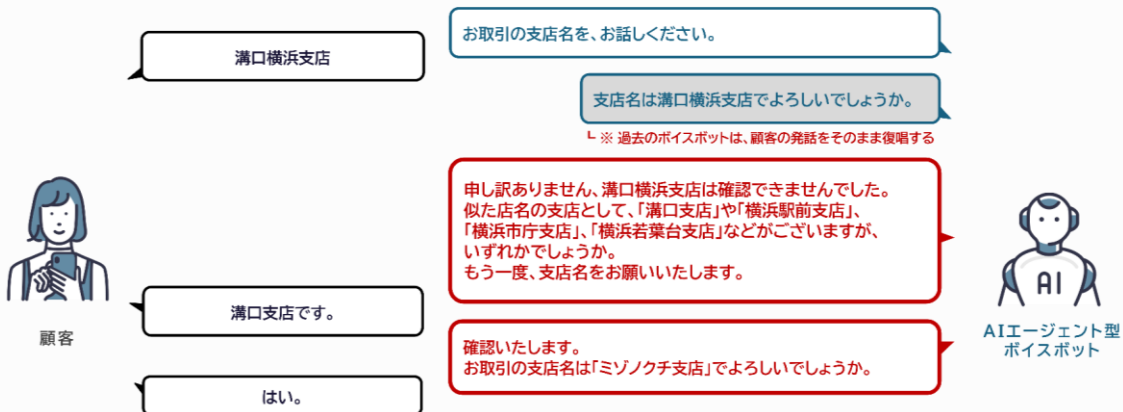 お取引の支店名を、お話しください。
溝口横浜支店
支店名は溝口横浜支店でよろしいでしょうか。
┗ ※ 過去のボイスボットは、顧客の発話をそのまま復唱する
申し訳ありません、溝口横浜支店は確認できませんでした。
似た店名の支店として、「溝口支店」や「横浜駅前支店」、
「横浜市庁支店」、「横浜若葉台支店」などがございますが、
いずれかでしょうか。
もう一度、支店名をお願いいたします。
溝口支店です。
確認いたします。
お取引の支店名は「ミゾノクチ支店」でよろしいでしょうか。
はい。
顧客
AI
AIエージェント型
ボイスボット